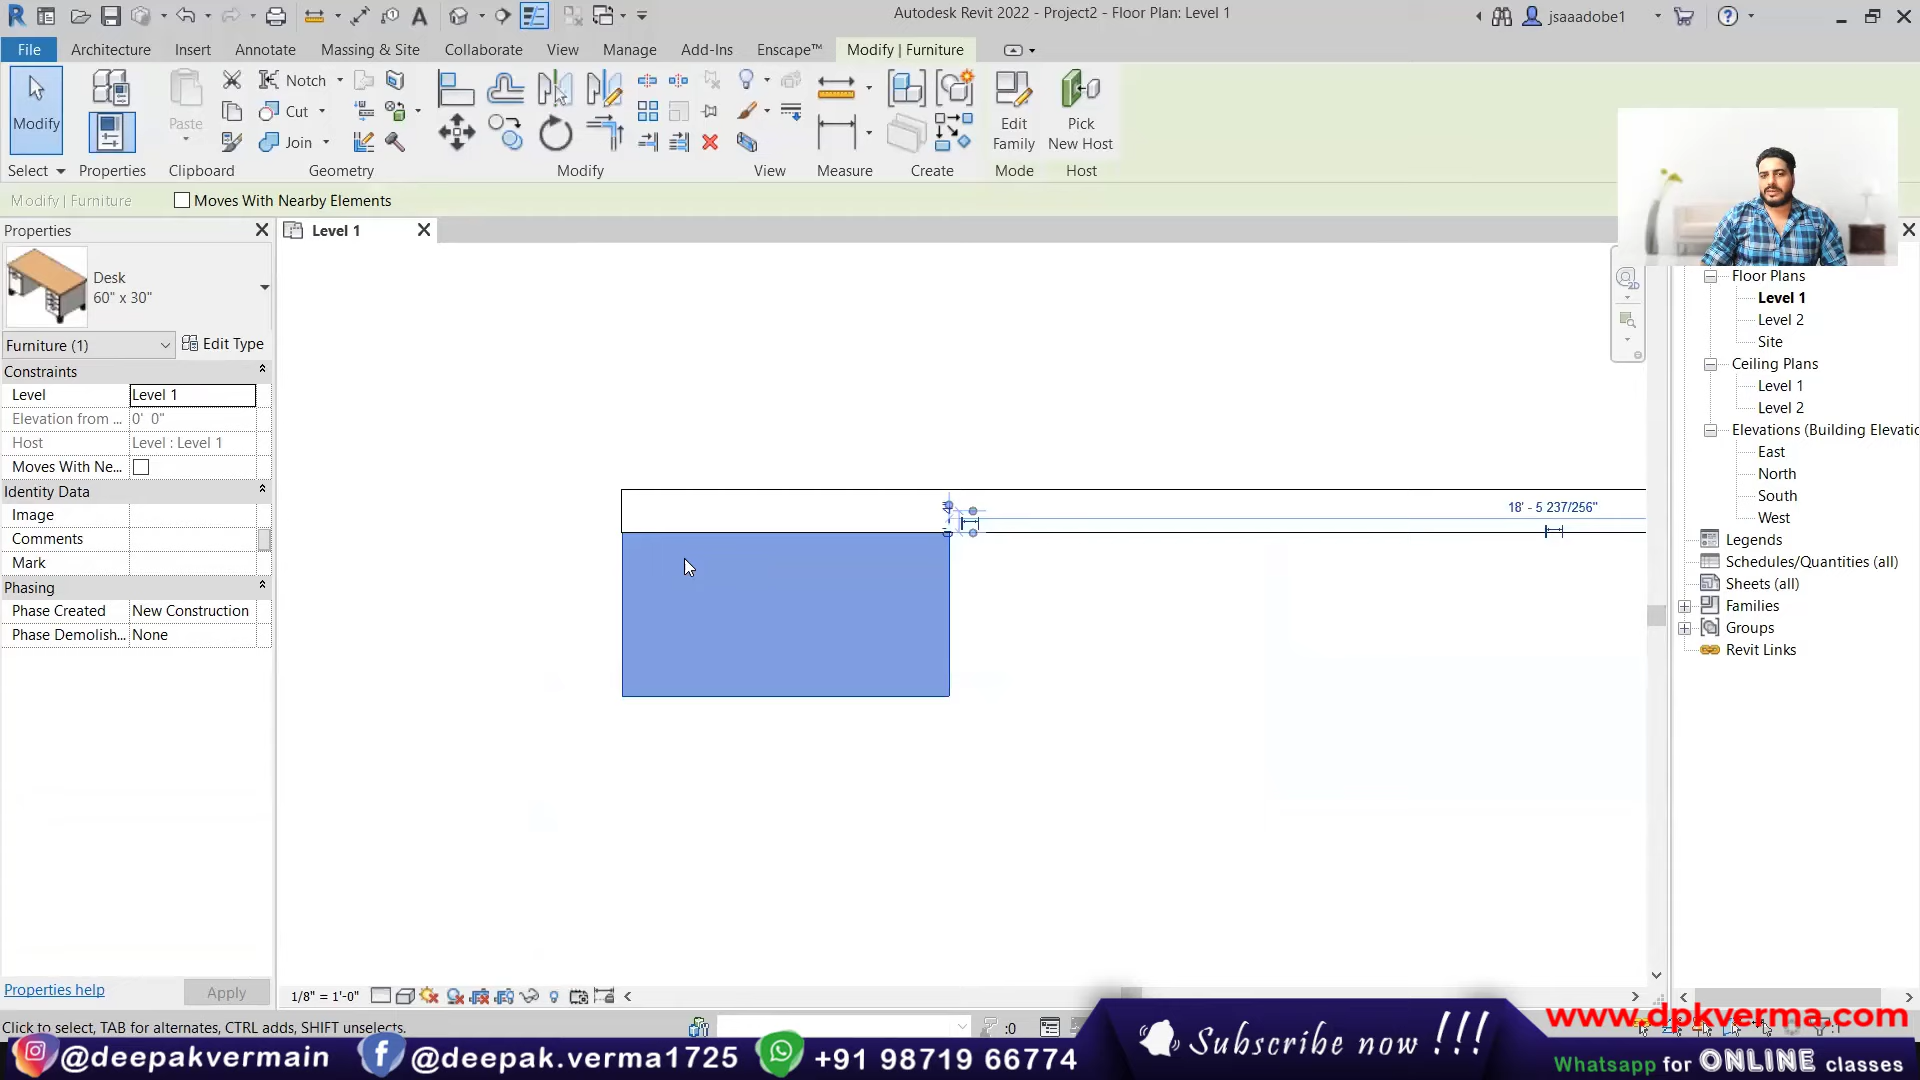 Autodesk Revit 2022 - Project2 - Floor Plan: Level 1
jsaaadobe1
File Architecture Insert Annotate Massing & Site Collaborate View Manage Add-Ins Enscape™ Modify | Furniture
Modify
Paste
Notch
Cut
Join
Edit Family
Pick New Host
Select Properties Clipboard Geometry Modify View Measure Create Mode Host
Modify | Furniture Moves With Nearby Elements
Properties
Level 1
Desk
60" x 30"
Furniture (1) Edit Type
Constraints
Level Level 1
Elevation from ... 0' 0"
Host Level : Level 1
Moves With Ne...
Identity Data
Image
Comments
Mark
Phasing
Phase Created New Construction
Phase Demolish... None
Properties help Apply
18' - 5 237/256"
2D
Floor Plans
Level 1
Level 2
Site
Ceiling Plans
Level 1
Level 2
Elevations (Building Elevatio
East
North
South
West
Legends
Schedules/Quantities (all)
Sheets (all)
Families
Groups
Revit Links
1/8" = 1'-0"
Click to select, TAB for alternates, CTRL adds, SHIFT unselects.
:0
:1
@deepakvermain @deepak.verma1725 +91 98719 66774
Subscribe now !!!
www.dpkverma.com
Whatsapp for ONLINE classes